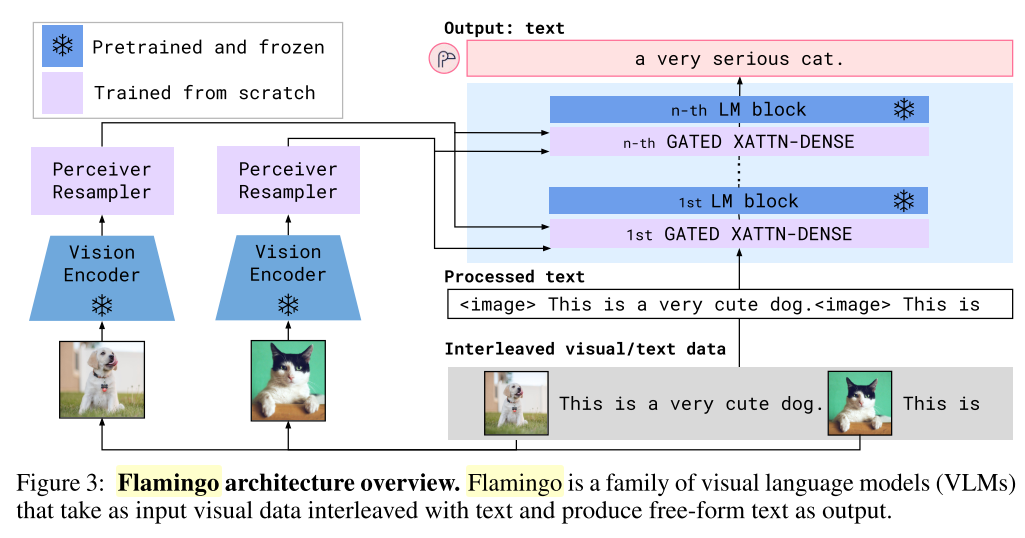 Pretrained and frozen
Trained from scratch
Output: text
a very serious cat.
n-th LM block
n-th GATED XATTN-DENSE
1st LM block
1st GATED XATTN-DENSE
Perceiver
Resampler
Perceiver
Resampler
Vision
Encoder
Vision
Encoder
Processed text
<image> This is a very cute dog.<image> This is
Interleaved visual/text data
This is a very cute dog. This is
Figure 3: Flamingo architecture overview. Flamingo is a family of visual language models (VLMs)
that take as input visual data interleaved with text and produce free-form text as output.